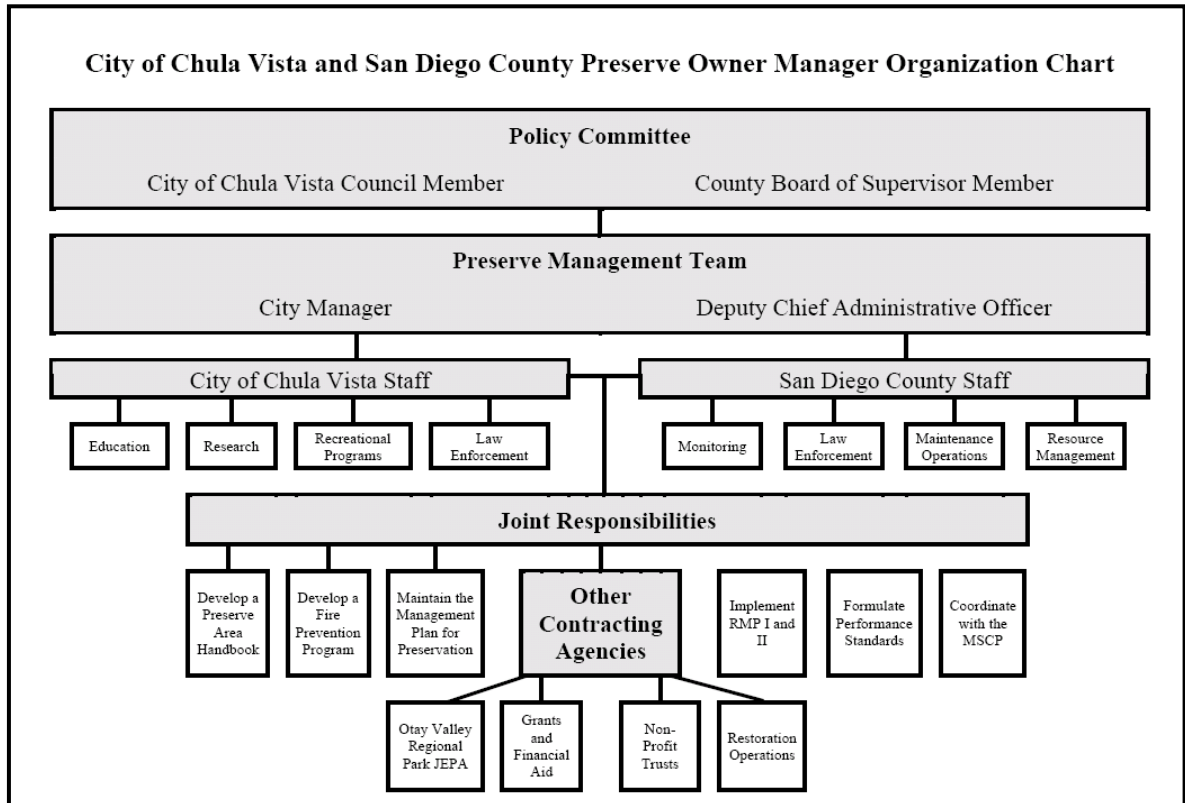 City of Chula Vista and San Diego County Preserve Owner Manager Organization Chart
Policy Committee
City of Chula Vista Council Member
County Board of Supervisor Member
Preserve Management Team
City Manager
Deputy Chief Administrative Officer
City of Chula Vista Staff
San Diego County Staff
Education
Research
Recreational
Programs
Law
Enforcement
Monitoring
Law
Enforcement
Maintenance
Operations
Resource
Management
Joint Responsibilities
Develop a
Preserve
Area
Handbook
Develop a
Fire
Prevention
Program
Maintain the
Management
Plan for
Preservation
Other
Contracting
Agencies
Implement
RMP I and
II
Formulate
Performance
Standards
Coordinate
with the
MSCP
Otay Valley
Regional
Park JEPA
Grants
and
Financial
Aid
Non-
Profit
Trusts
Restoration
Operations